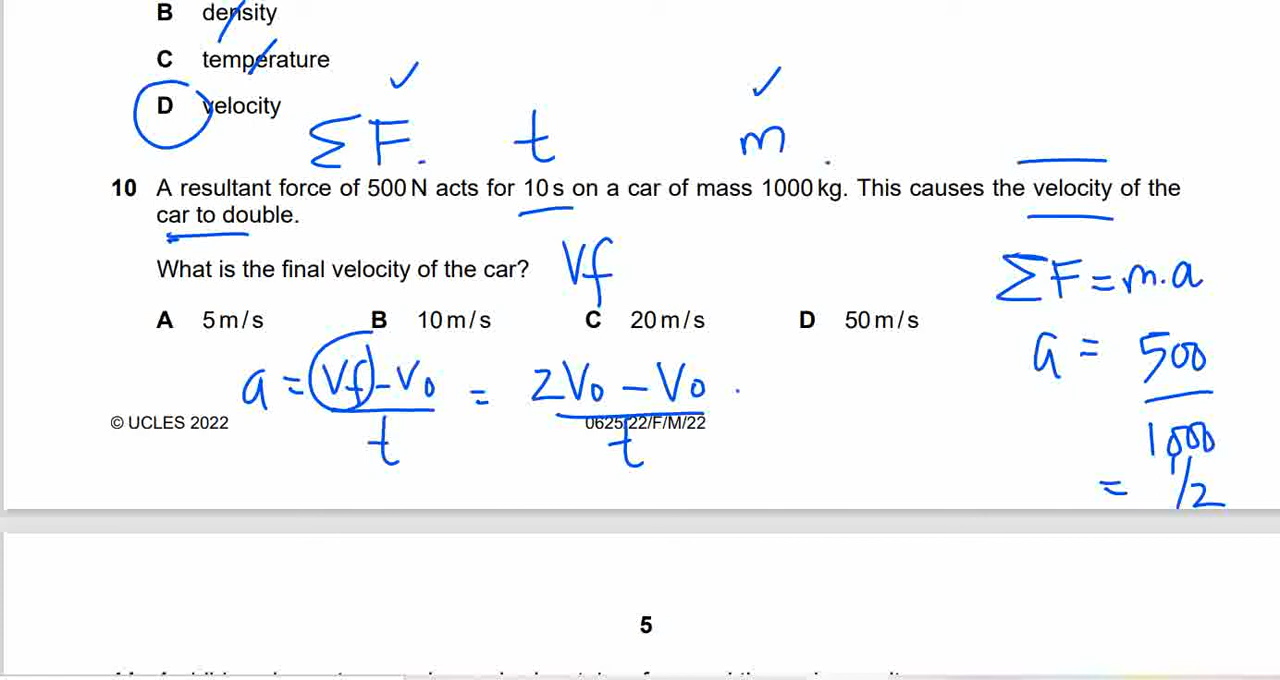 B density
C temperature
D velocity
ΣF. t m
10 A resultant force of 500 N acts for 10 s on a car of mass 1000 kg. This causes the velocity of the
car to double.
What is the final velocity of the car? Vf
ΣF = m.a
A 5 m/s B 10 m/s C 20 m/s D 50 m/s
a = 500/1000
= 1/2
a = (Vf) - V0 / t = 2V0 - V0 / t
© UCLES 2022 0625/22/F/M/22
5